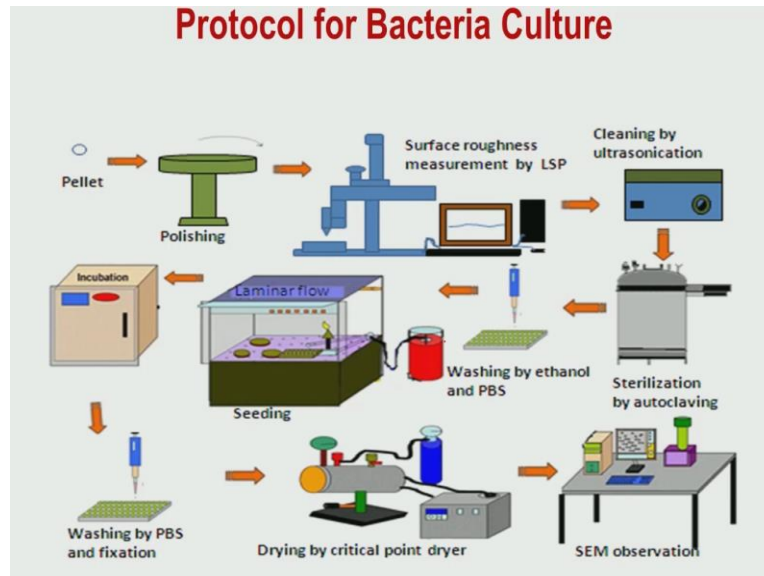 Protocol for Bacteria Culture
Pellet
Polishing
Surface roughness
measurement by LSP
Cleaning by
ultrasonication
Sterilization
by autoclaving
Washing by ethanol
and PBS
Laminar flow
Seeding
Incubation
Washing by PBS
and fixation
Drying by critical point dryer
SEM observation